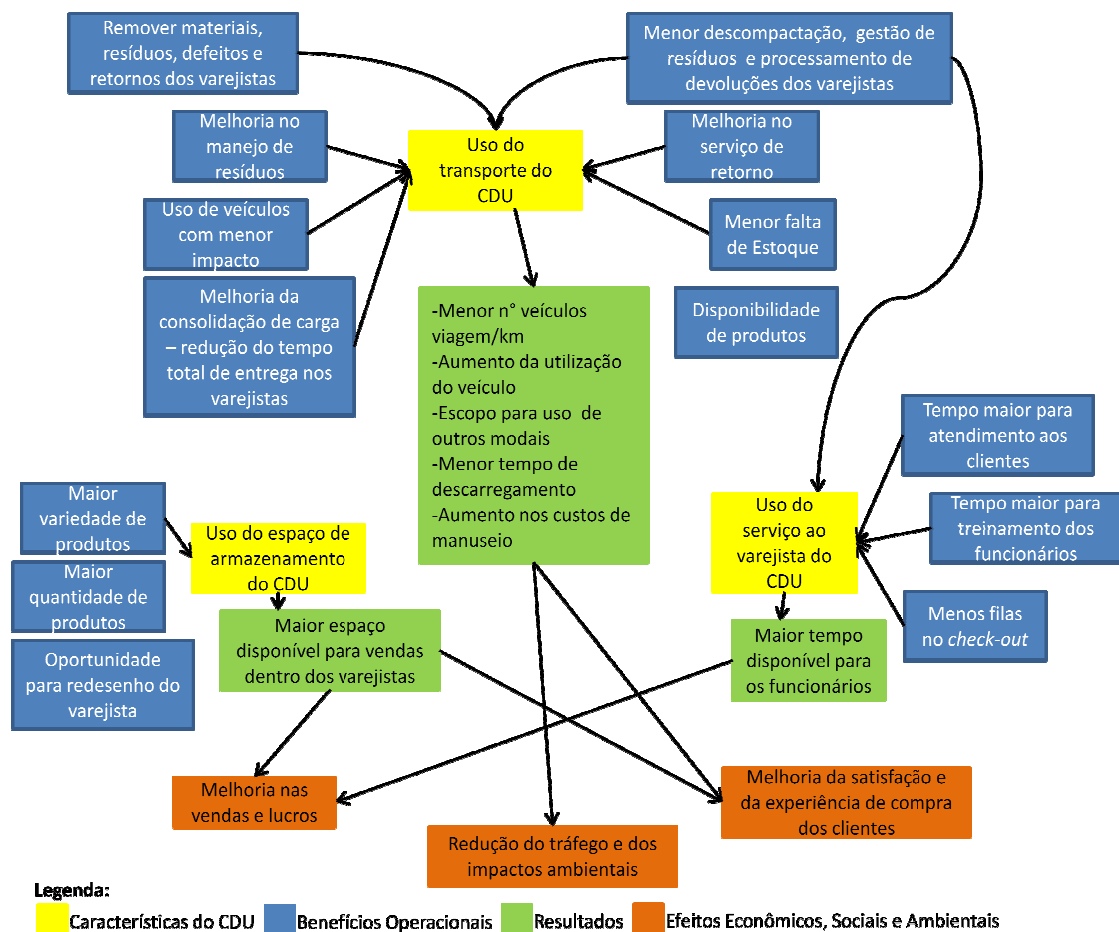 Remover materiais,
resíduos, defeitos e
retornos dos varejistas
Menor descompactação, gestão de
resíduos e processamento de
devoluções dos varejistas
Melhoria no
manejo de
resíduos
Uso do
transporte do
CDU
Melhoria no
serviço de
retorno
Uso de veículos
com menor
impacto
Menor falta
de Estoque
Melhoria da
consolidação de carga
– redução do tempo
total de entrega nos
varejistas
-Menor n° veículos
viagem/km
-Aumento da utilização
do veículo
-Escopo para uso de
outros modais
-Menor tempo de
descarregamento
-Aumento nos custos de
manuseio
Disponibilidade
de produtos
Tempo maior para
atendimento aos
clientes
Maior
variedade de
produtos
Uso do espaço de
armazenamento
do CDU
Uso do
serviço ao
varejista do
CDU
Tempo maior para
treinamento dos
funcionários
Maior
quantidade de
produtos
Menos filas
no check-out
Maior espaço
disponível para vendas
dentro dos varejistas
Maior tempo
disponível para
os funcionários
Oportunidade
para redesenho do
varejista
Melhoria nas
vendas e lucros
Melhoria da satisfação e
da experiência de compra
dos clientes
Redução do tráfego e dos
impactos ambientais
Legenda:
Características do CDU
Benefícios Operacionais
Resultados
Efeitos Econômicos, Sociais e Ambientais